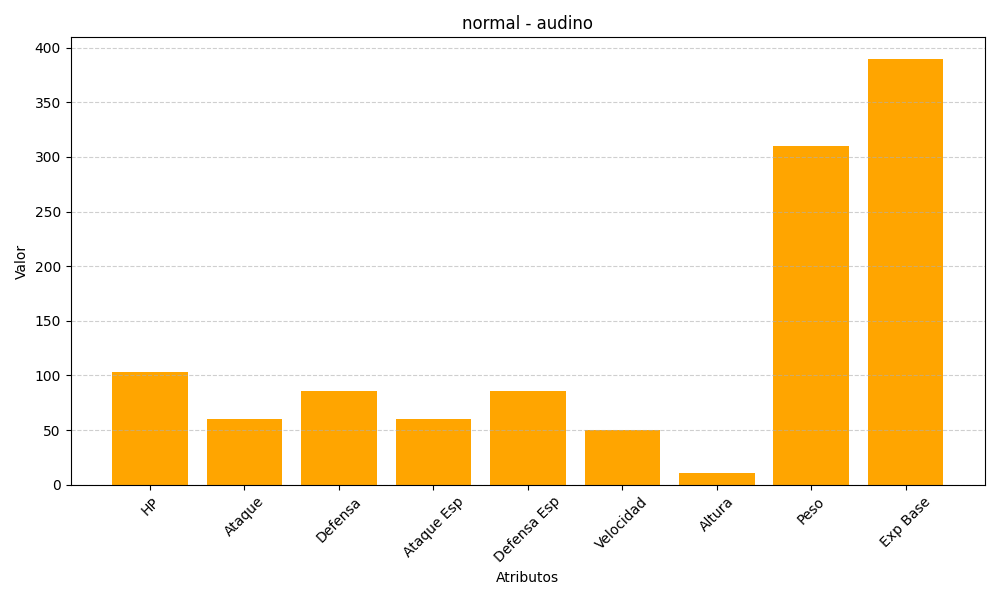 normal - audino
400
350
300
250
200
150
100
50
0
Valor
HP
Ataque
Defensa
Ataque Esp
Defensa Esp
Velocidad
Altura
Peso
Exp Base
Atributos